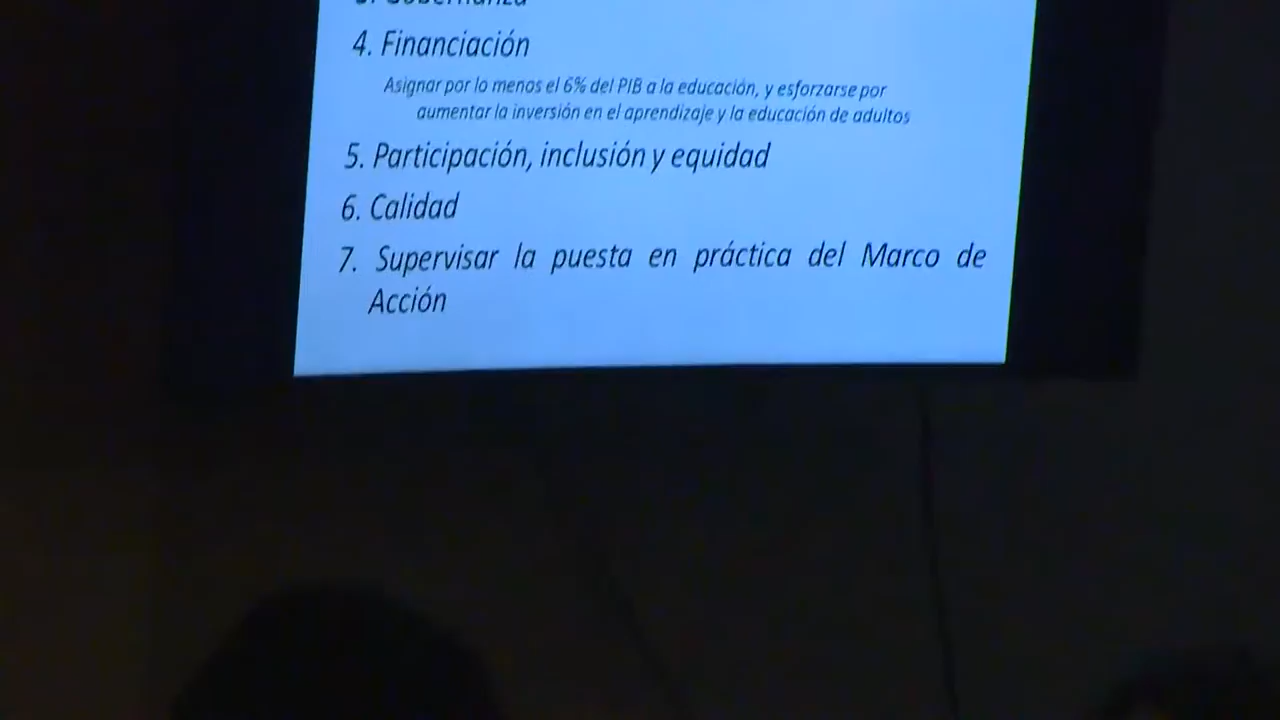 3. Gobernanza
4. Financiación
Asignar por lo menos el 6% del PIB a la educación, y esforzarse por
aumentar la inversión en el aprendizaje y la educación de adultos
5. Participación, inclusión y equidad
6. Calidad
7. Supervisar la puesta en práctica del Marco de
Acción